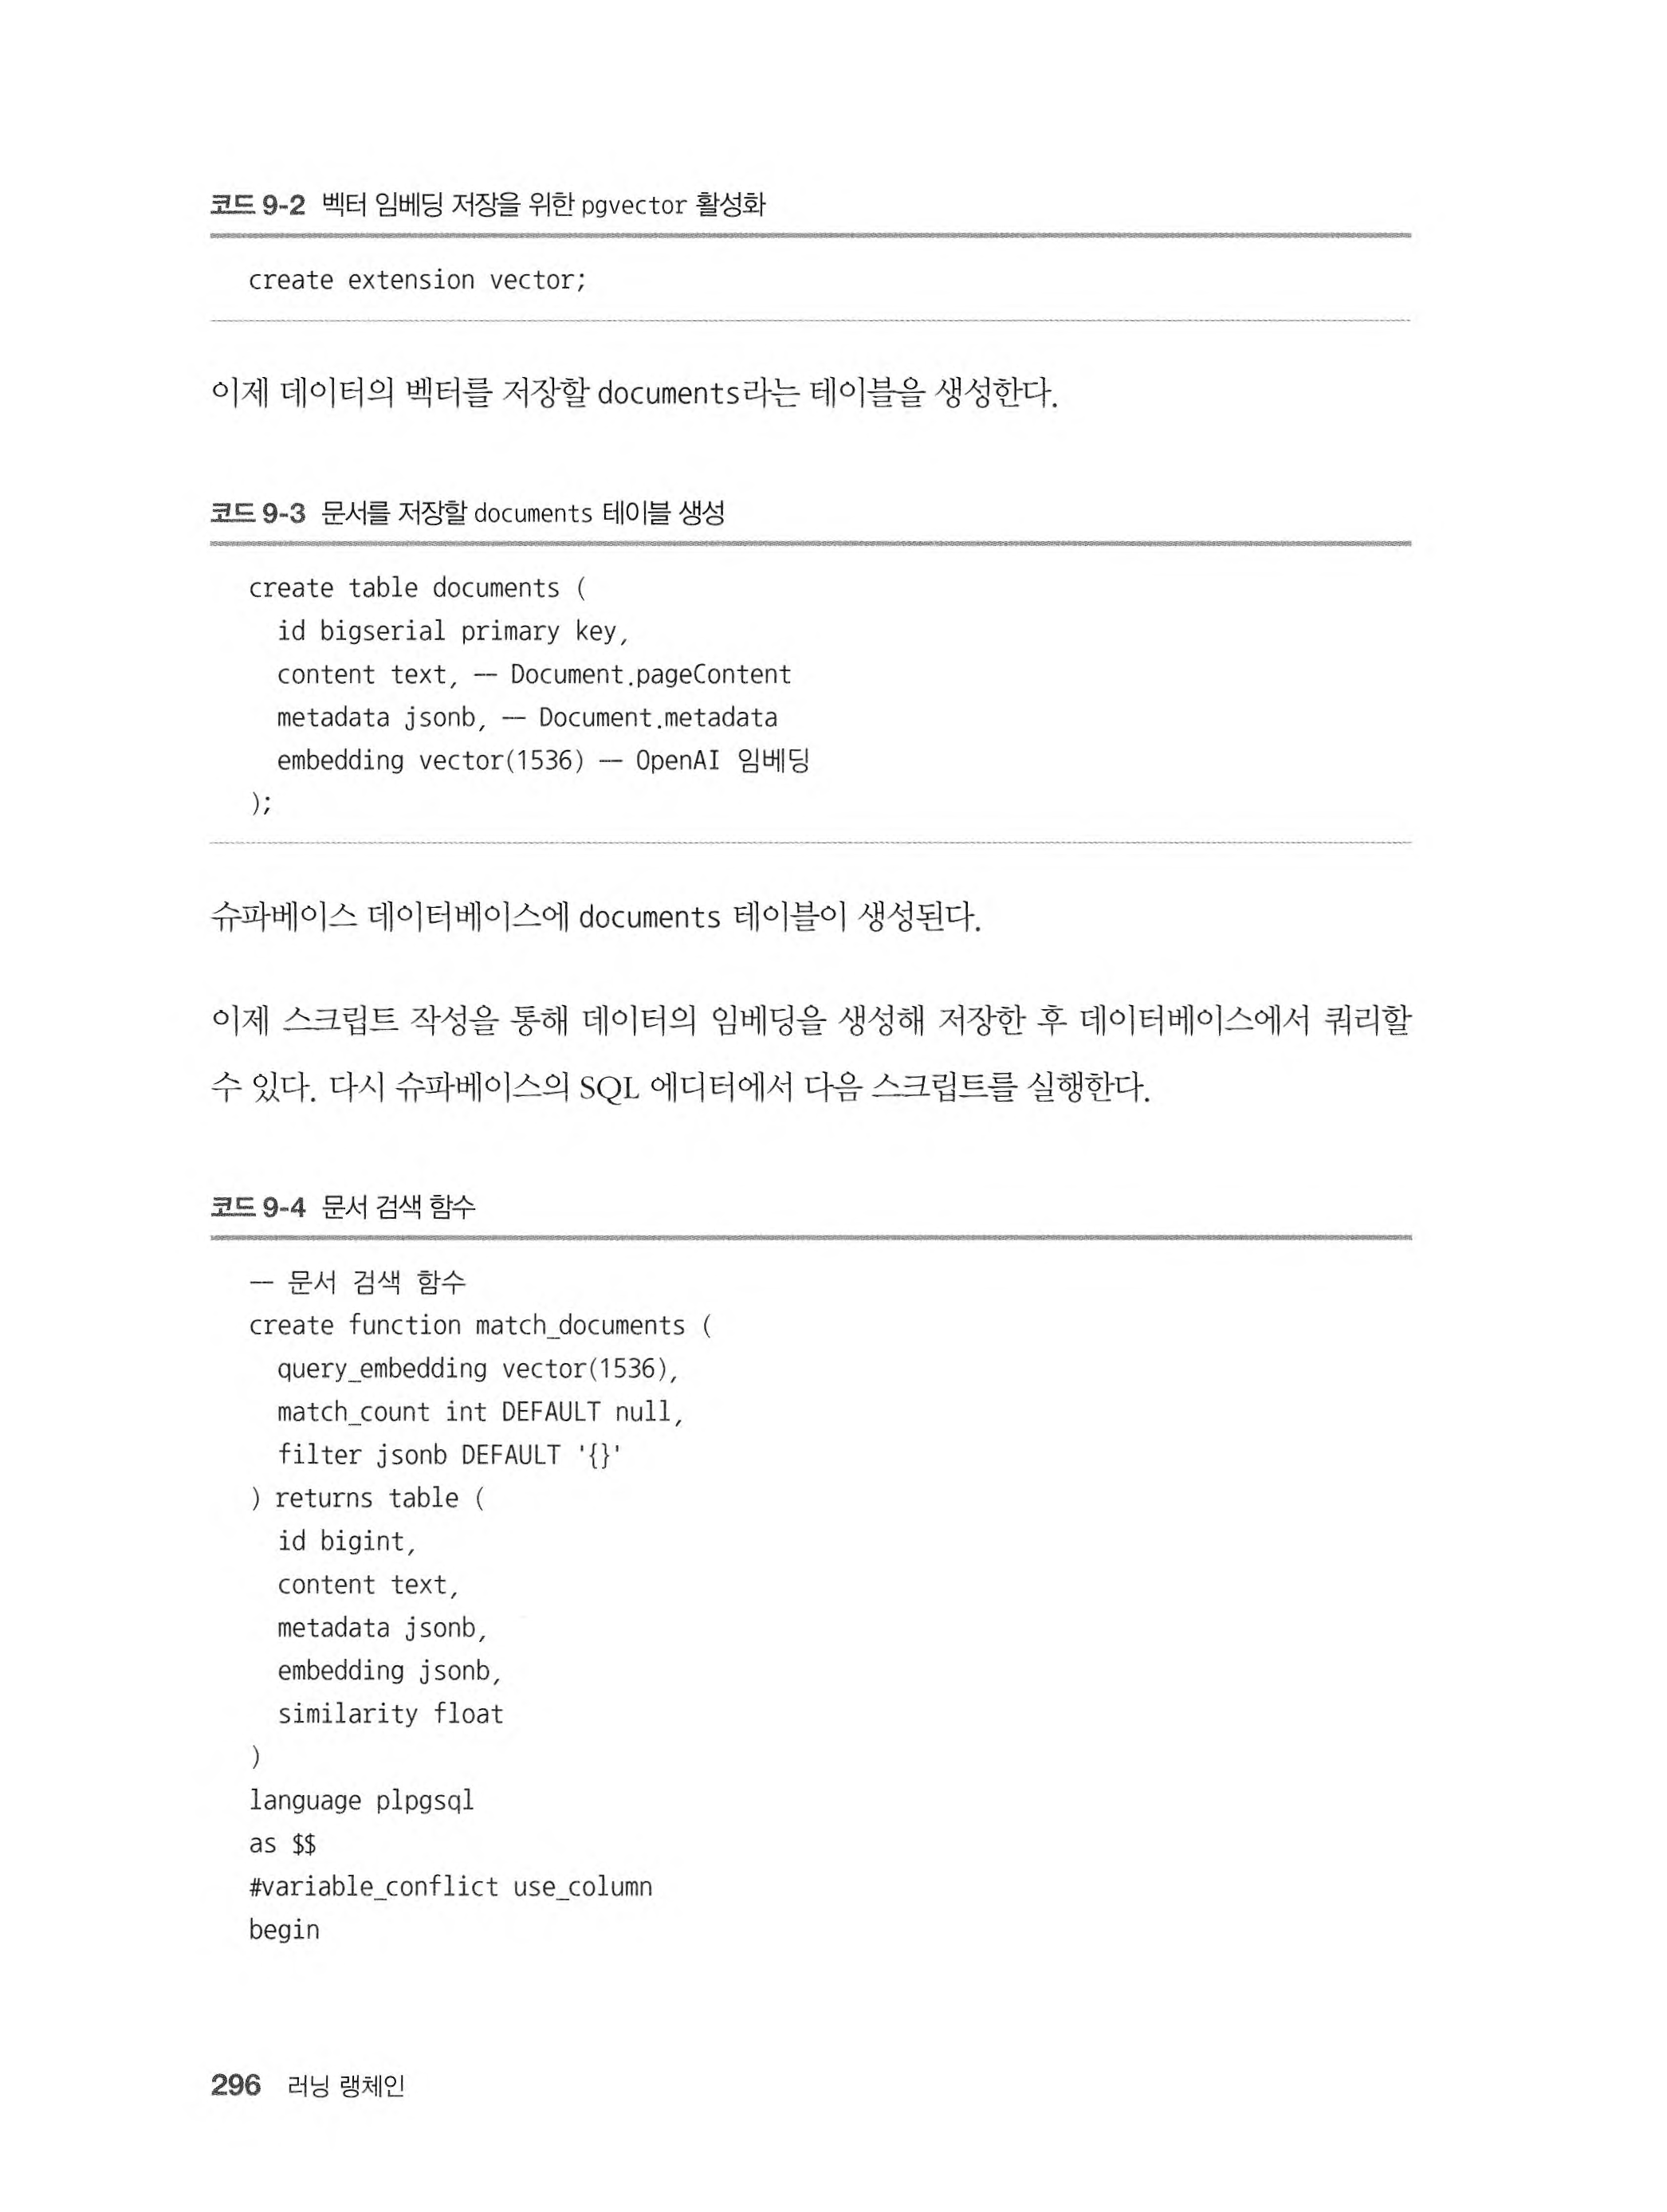 코드 9-2 벡터 임베딩 저장을 위한 pgvector 활성화
create extension vector;
이제 데이터의 벡터를 저장할 documents라는 테이블을 생성한다.
코드 9-3 문서를 저장할 documents 테이블 생성
create table documents (
  id bigserial primary key,
  content text, -- Document.pageContent
  metadata jsonb, -- Document.metadata
  embedding vector(1536) -- OpenAI 임베딩
);
슈파베이스 데이터베이스에 documents 테이블이 생성된다.
이제 스크립트 작성을 통해 데이터의 임베딩을 생성해 저장한 후 데이터베이스에서 쿼리할
수 있다. 다시 슈파베이스의 SQL 에디터에서 다음 스크립트를 실행한다.
코드 9-4 문서 검색 함수
-- 문서 검색 함수
create function match_documents (
  query_embedding vector(1536),
  match_count int DEFAULT null,
  filter jsonb DEFAULT '{}'
) returns table (
  id bigint,
  content text,
  metadata jsonb,
  embedding jsonb,
  similarity float
)
language plpgsql
as $$
#variable_conflict use_column
begin
296 러닝 랭체인